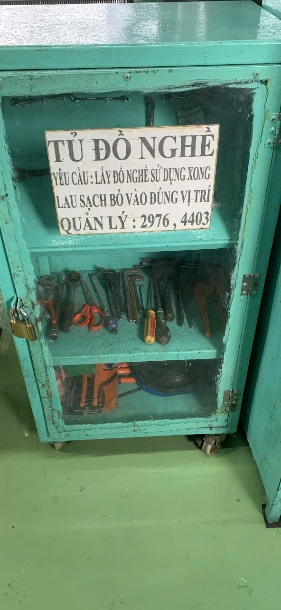 TỦ ĐỒ NGHỀ
YÊU CẦU : LẤY ĐỒ NGHỀ SỬ DỤNG XONG
LAU SẠCH BỎ VÀO ĐÚNG VỊ TRÍ
QUẢN LÝ : 2976 , 4403